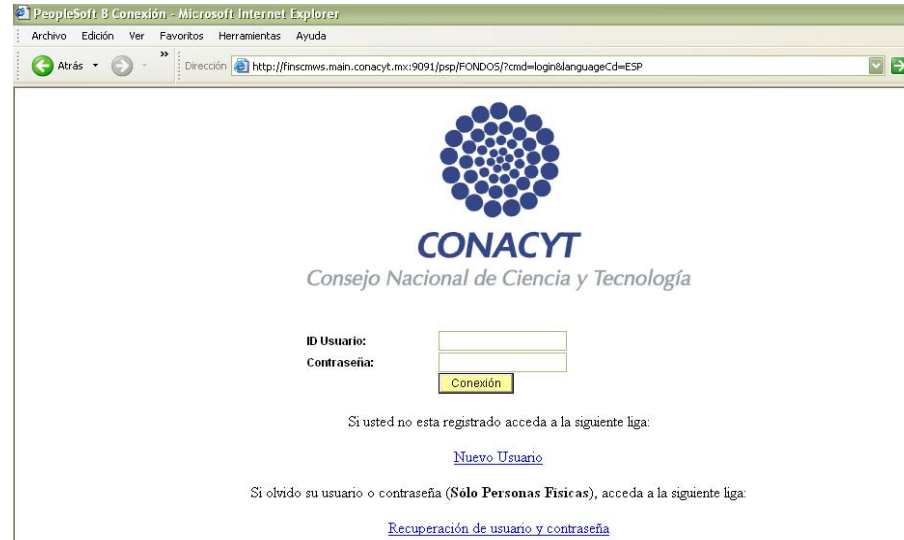 PeopleSoft 8 Conexión - Microsoft Internet Explorer
Archivo Edición Ver Favoritos Herramientas Ayuda
Atrás » Dirección http://finscmws.main.conacyt.mx:9091/psp/FONDOS/?cmd=login&languageCd=ESP
CONACYT
Consejo Nacional de Ciencia y Tecnología
ID Usuario:
Contraseña:
Conexión
Si usted no esta registrado acceda a la siguiente liga:
Nuevo Usuario
Si olvido su usuario o contraseña (Sólo Personas Físicas), acceda a la siguiente liga:
Recuperación de usuario y contraseña